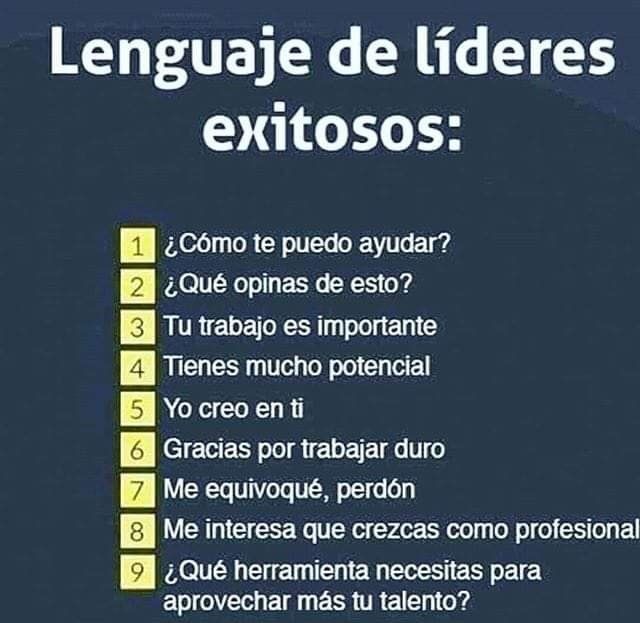 Lenguaje de líderes
exitosos:
1 ¿Cómo te puedo ayudar?
2 ¿Qué opinas de esto?
3 Tu trabajo es importante
4 Tienes mucho potencial
5 Yo creo en ti
6 Gracias por trabajar duro
7 Me equivoqué, perdón
8 Me interesa que crezcas como profesional
9 ¿Qué herramienta necesitas para
aprovechar más tu talento?